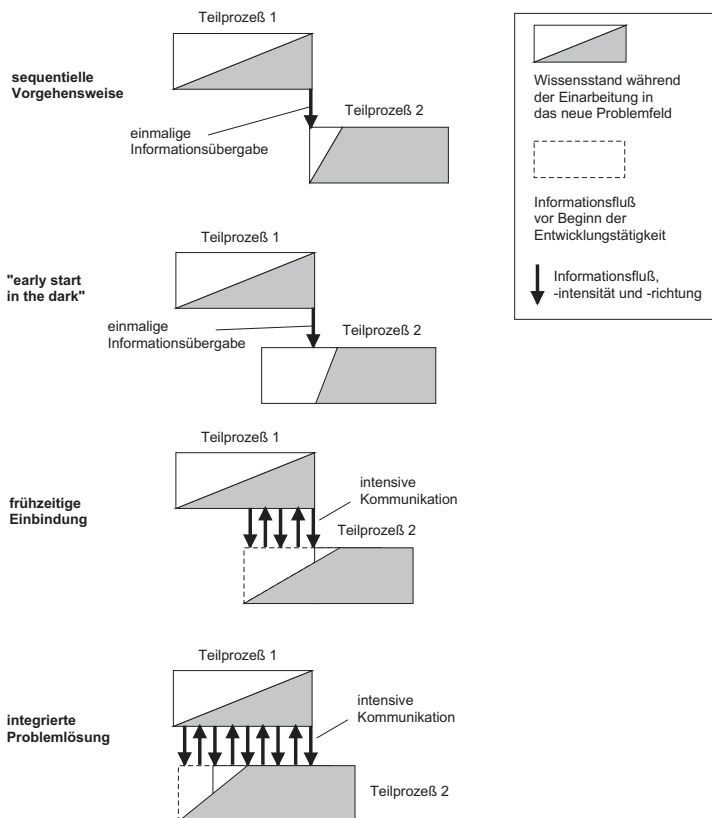 Teilprozeß 1
sequentielle
Vorgehensweise
Teilprozeß 2
einmalige
Informationsübergabe
Teilprozeß 1
"early start
in the dark"
einmalige
Informationsübergabe
Teilprozeß 2
Teilprozeß 1
intensive
Kommunikation
frühzeitige
Einbindung
Teilprozeß 2
Teilprozeß 1
intensive
Kommunikation
integrierte
Problemlösung
Teilprozeß 2
Wissensstand während
der Einarbeitung in
das neue Problemfeld
Informationsfluß
vor Beginn der
Entwicklungstätigkeit
Informationsfluß,
-intensität und -richtung